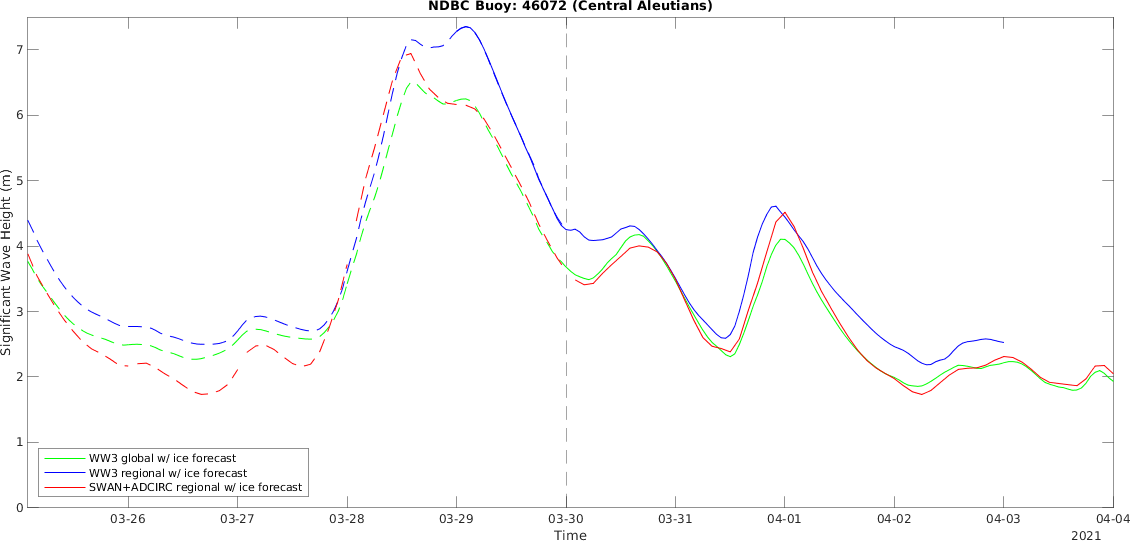 NDBC Buoy: 46072 (Central Aleutians)
7
6
5
4
3
2
1
0
Significant Wave Height (m)
WW3 global w/ ice forecast
WW3 regional w/ ice forecast
SWAN+ADCIRC regional w/ ice forecast
03-26 03-27 03-28 03-29 03-30 03-31 04-01 04-02 04-03 04-04
Time
2021